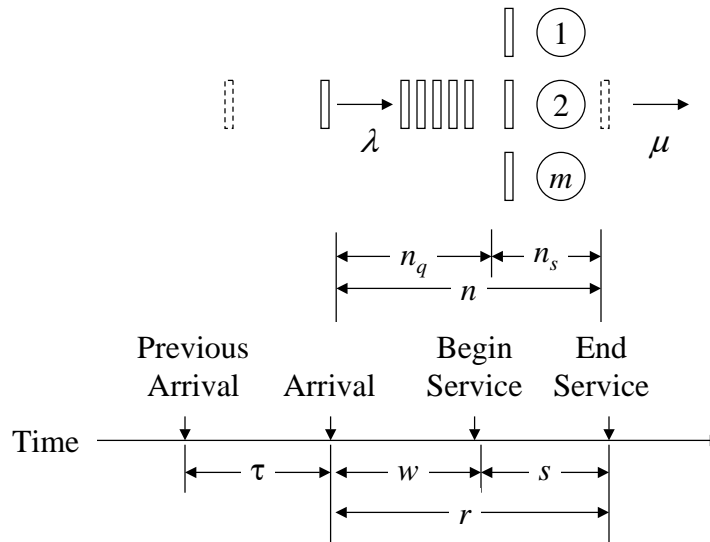 1
2
λ
μ
m
n_q
n_s
n
Previous Arrival
Arrival
Begin Service
End Service
Time
τ
w
s
r